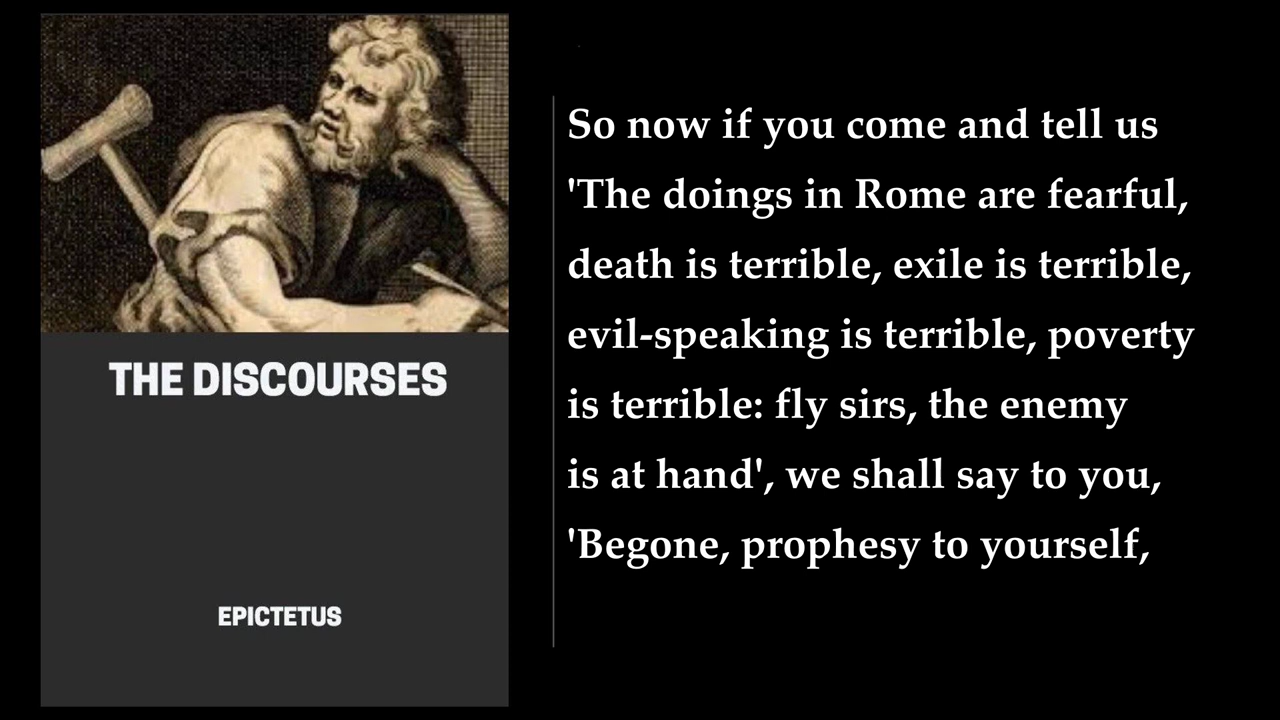 THE DISCOURSES
EPICTETUS
So now if you come and tell us
'The doings in Rome are fearful,
death is terrible, exile is terrible,
evil-speaking is terrible, poverty
is terrible: fly sirs, the enemy
is at hand', we shall say to you,
'Begone, prophesy to yourself,